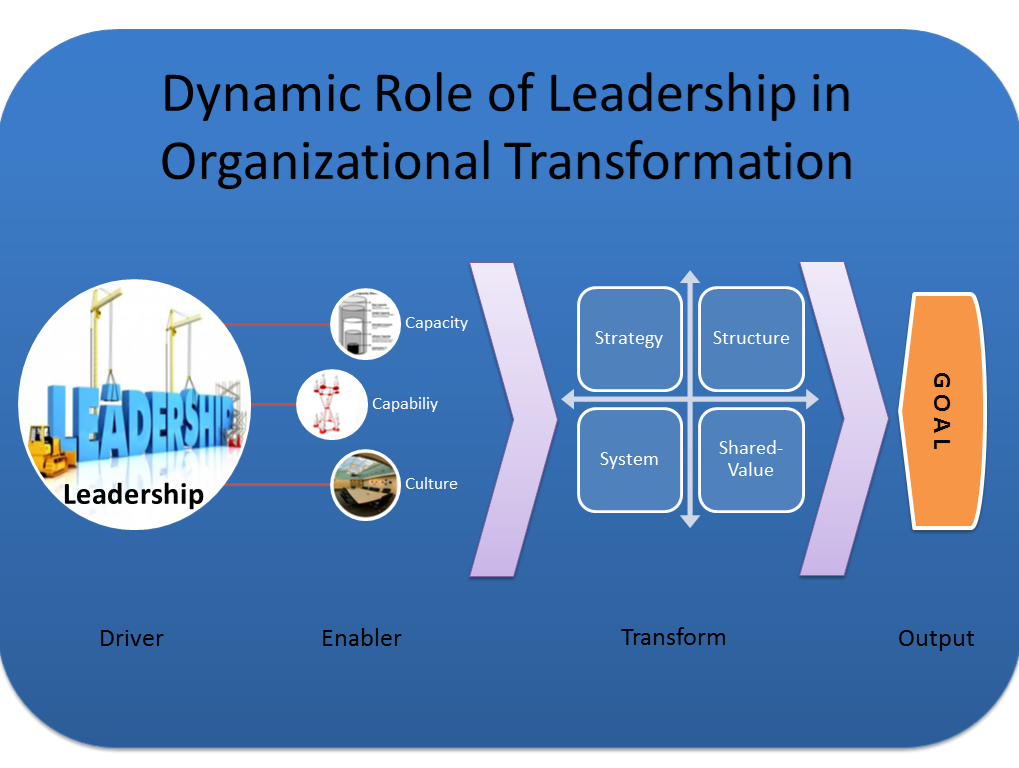 Dynamic Role of Leadership in
Organizational Transformation
LEADERSHIP
Leadership
Capacity
Capabiliy
Culture
Strategy
Structure
System
Shared-
Value
GOAL
Driver
Enabler
Transform
Output